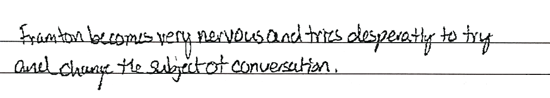 Framton becomes very nervous and tries desperatly to try
and change the subject of conversation.